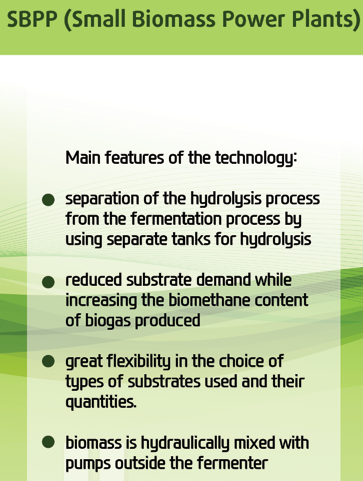 SBPP (Small Biomass Power Plants)
Main features of the technology:
separation of the hydrolysis process
from the fermentation process by
using separate tanks for hydrolysis
reduced substrate demand while
increasing the biomethane content
of biogas produced
great flexibility in the choice of
types of substrates used and their
quantities.
biomass is hydraulically mixed with
pumps outside the fermenter